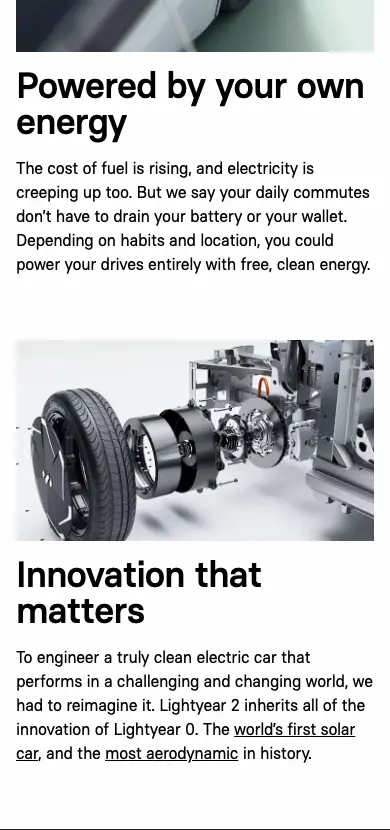 Powered by your own
energy
The cost of fuel is rising, and electricity is
creeping up too. But we say your daily commutes
don’t have to drain your battery or your wallet.
Depending on habits and location, you could
power your drives entirely with free, clean energy.
Innovation that
matters
To engineer a truly clean electric car that
performs in a challenging and changing world, we
had to reimagine it. Lightyear 2 inherits all of the
innovation of Lightyear 0. The world’s first solar
car, and the most aerodynamic in history.